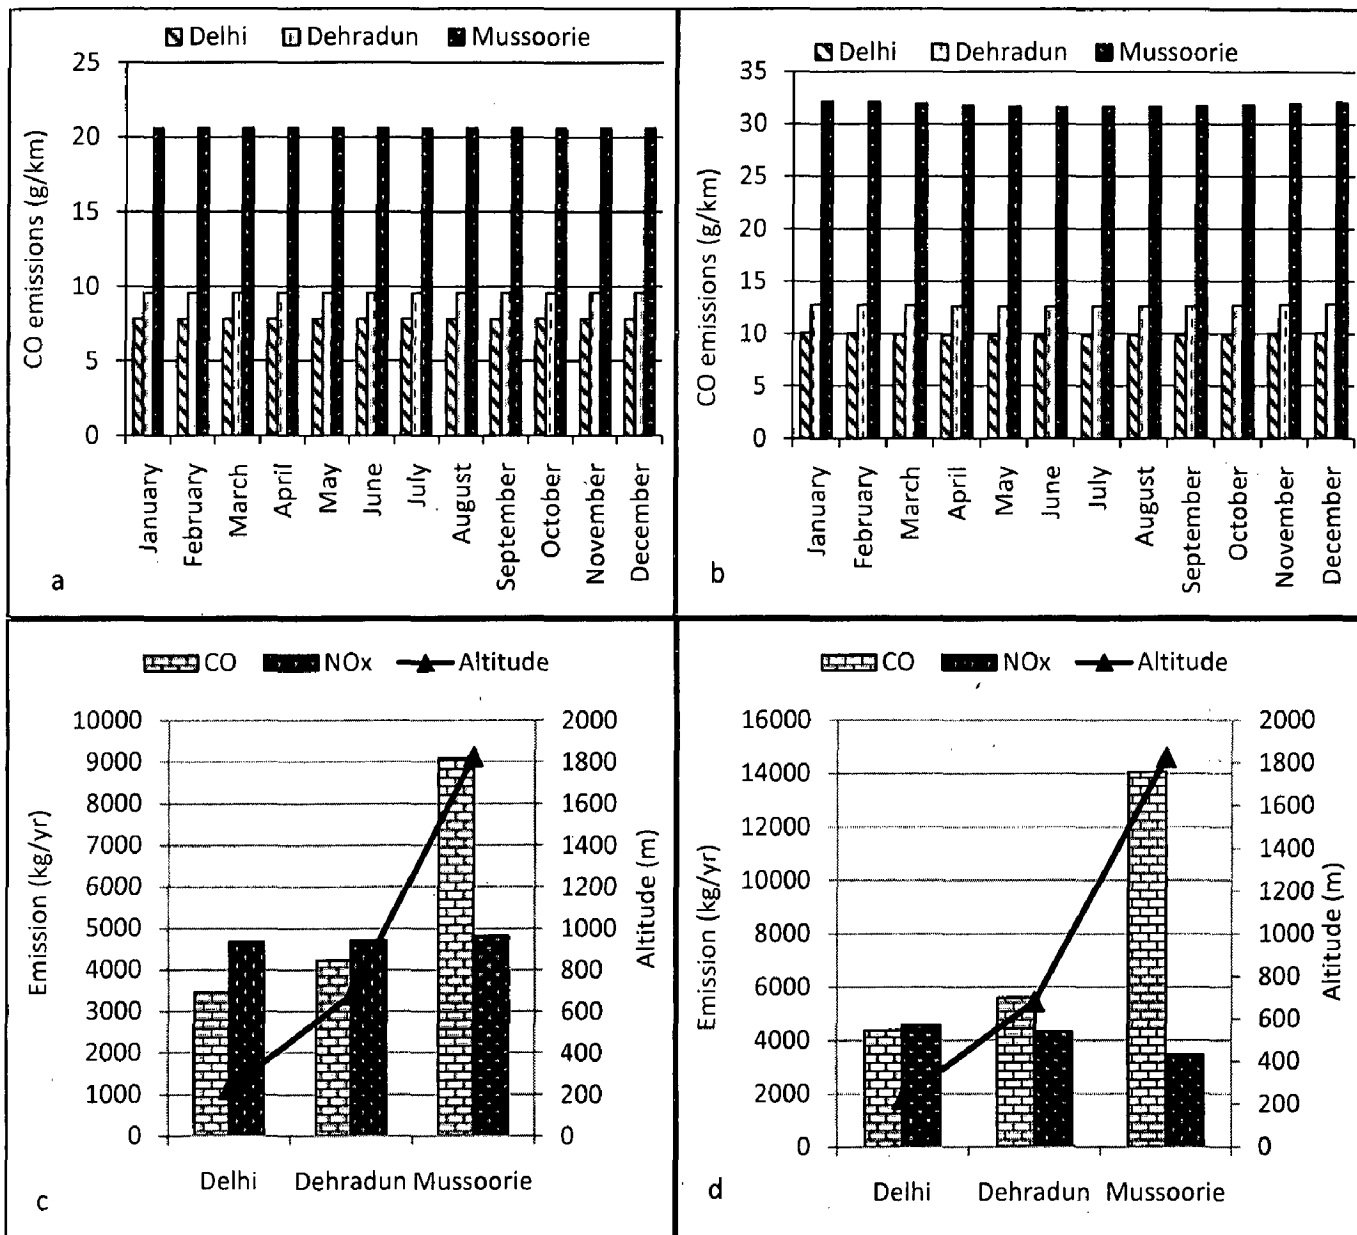 Delhi Dehradun Mussoorie
25
20
15
10
5
0
CO emissions (g/km)
January
February
March
April
May
June
July
August
September
October
November
December
a
Delhi Dehradun Mussoorie
35
30
25
20
15
10
5
0
CO emissions (g/km)
January
February
March
April
May
June
July
August
September
October
November
December
b
CO NOx Altitude
10000
9000
8000
7000
6000
5000
4000
3000
2000
1000
0
Emission (kg/yr)
2000
1800
1600
1400
1200
1000
800
600
400
200
0
Altitude (m)
Delhi Dehradun Mussoorie
c
CO NOx Altitude
16000
14000
12000
10000
8000
6000
4000
2000
0
Emission (kg/yr)
2000
1800
1600
1400
1200
1000
800
600
400
200
0
Altitude (m)
Delhi Dehradun Mussoorie
d